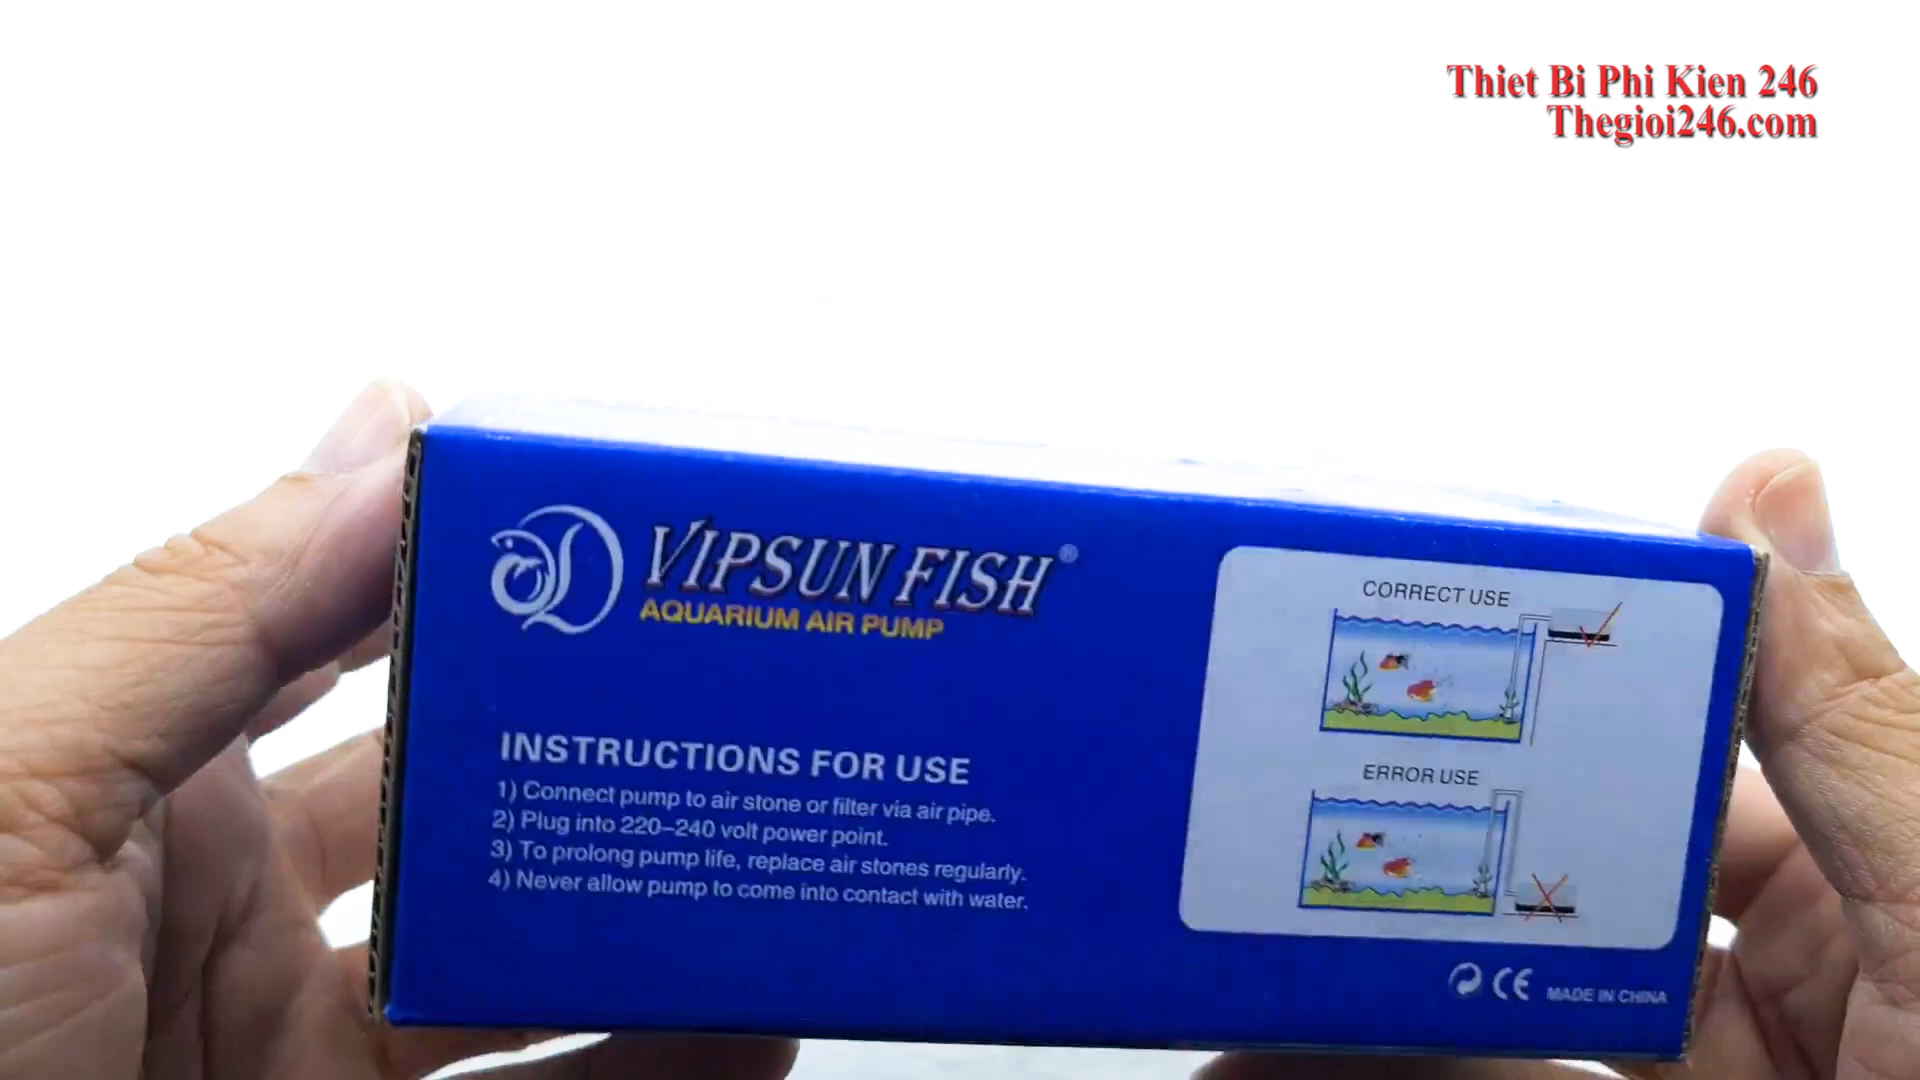 Thiet Bi Phi Kien 246
Thegioi246.com
VIPSUN FISH®
AQUARIUM AIR PUMP
INSTRUCTIONS FOR USE
1) Connect pump to air stone or filter via air pipe.
2) Plug into 220–240 volt power point.
3) To prolong pump life, replace air stones regularly.
4) Never allow pump to come into contact with water.
CORRECT USE
ERROR USE
CE MADE IN CHINA